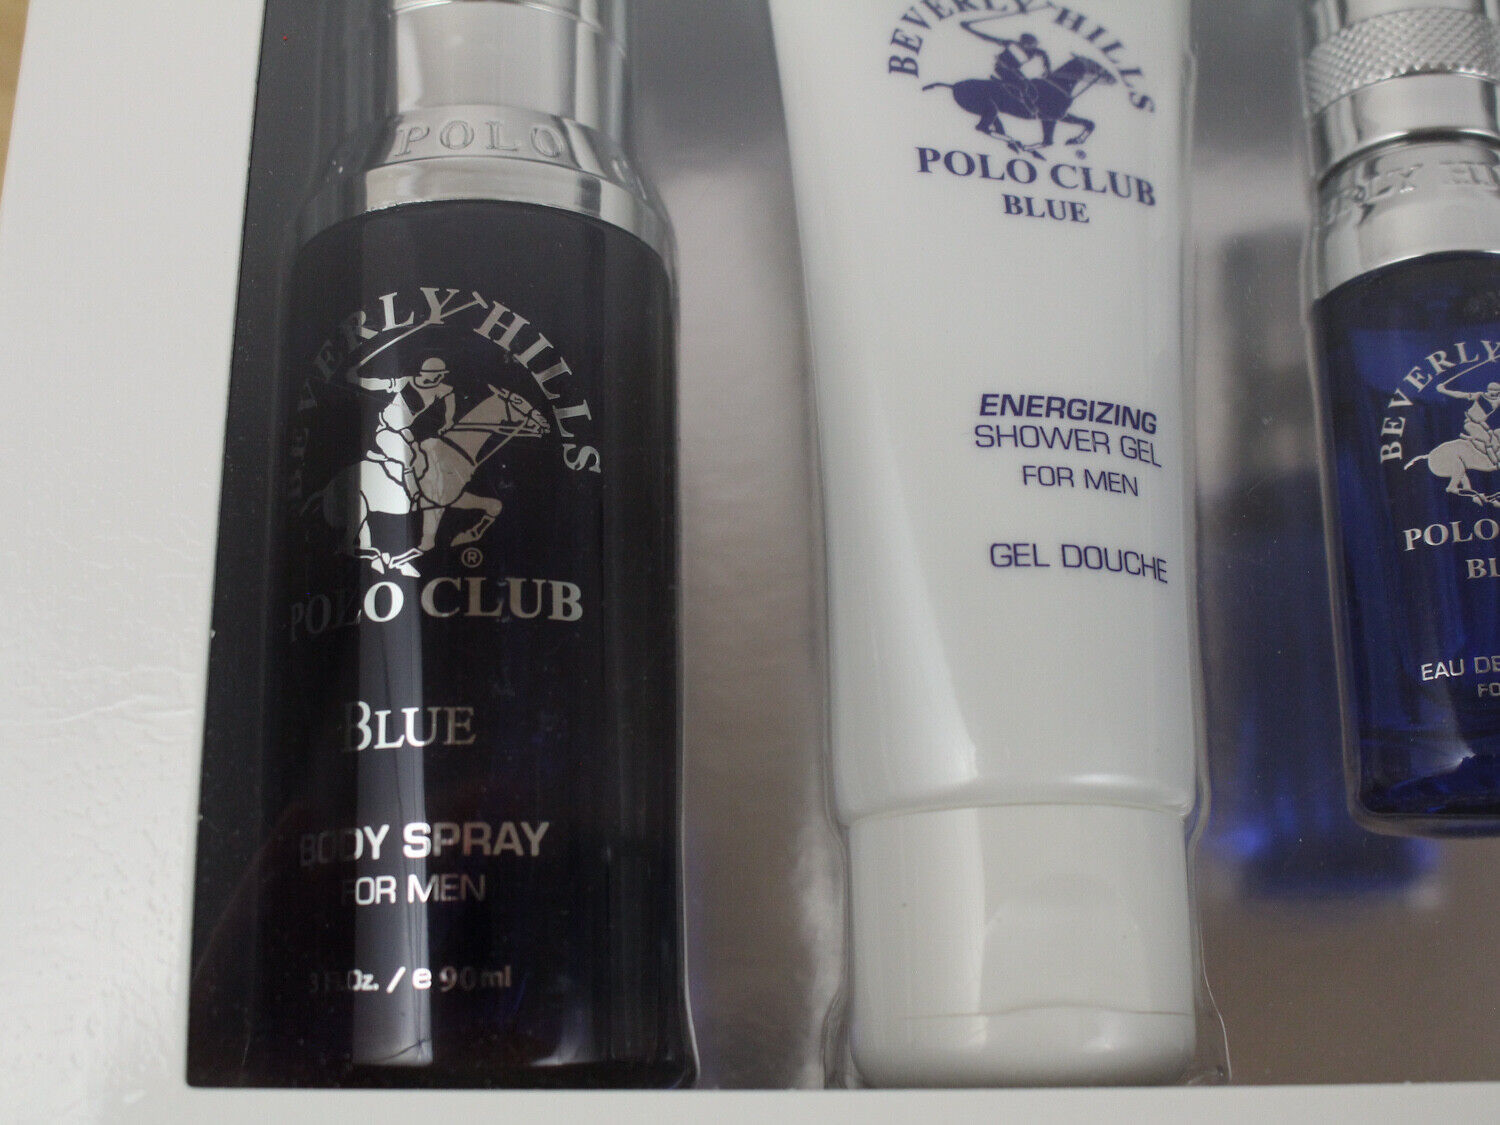 POLO
BEVERLY HILLS
®
POLO CLUB
BLUE
BODY SPRAY
FOR MEN
3 Fl.Oz. / e 90ml
BEVERLY HILLS
®
POLO CLUB
BLUE
ENERGIZING
SHOWER GEL
FOR MEN
GEL DOUCHE
BEVERLY
POLO
EAU DE